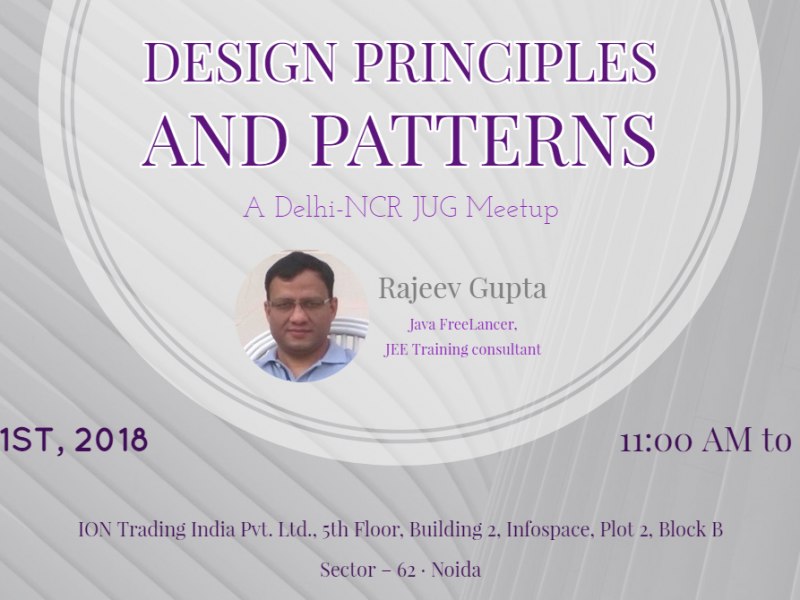 DESIGN PRINCIPLES
AND PATTERNS
A Delhi-NCR JUG Meetup
Rajeev Gupta
Java FreeLancer,
JEE Training consultant
1ST, 2018
11:00 AM to
ION Trading India Pvt. Ltd., 5th Floor, Building 2, Infospace, Plot 2, Block B
Sector – 62 · Noida